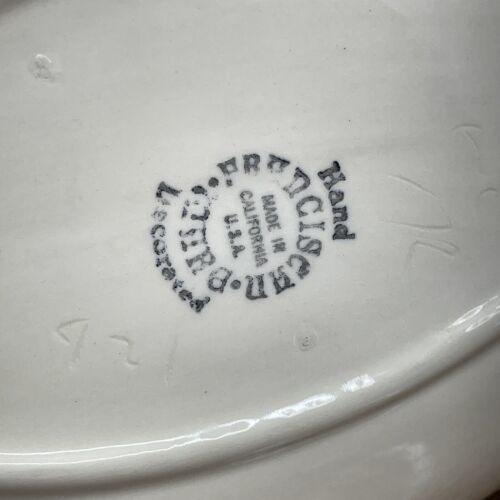 Hand
Decorated
FRANCISCAN
WARE
MADE IN
CALIFORNIA
U.S.A.